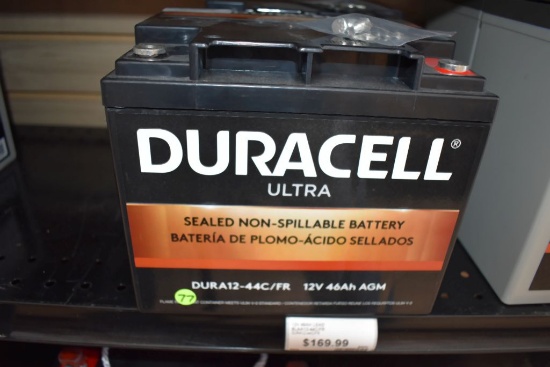 DURACELL®
ULTRA
SEALED NON-SPILLABLE BATTERY
BATERÍA DE PLOMO-ÁCIDO SELLADOS
DURA12-44C/FR 12V 46Ah AGM
77
$169.99